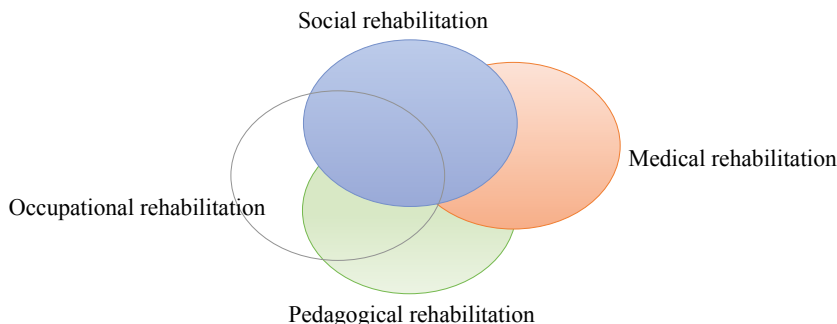 Social rehabilitation
Medical rehabilitation
Occupational rehabilitation
Pedagogical rehabilitation